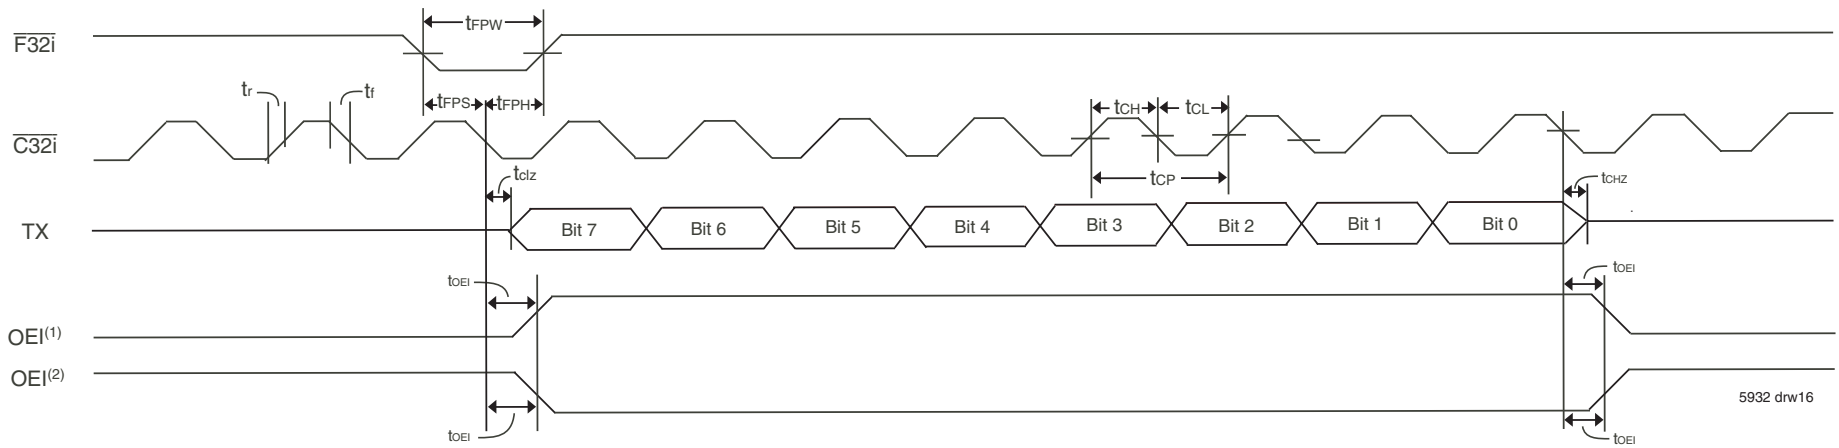 tFPW
F32i
tr
tf
tFPS
tFPH
tCH
tCL
C32i
tclz
tCP
tCHZ
TX
Bit 7
Bit 6
Bit 5
Bit 4
Bit 3
Bit 2
Bit 1
Bit 0
tOEI
tOEI
OEI(1)
OEI(2)
5932 drw16
tOEI
tOEI